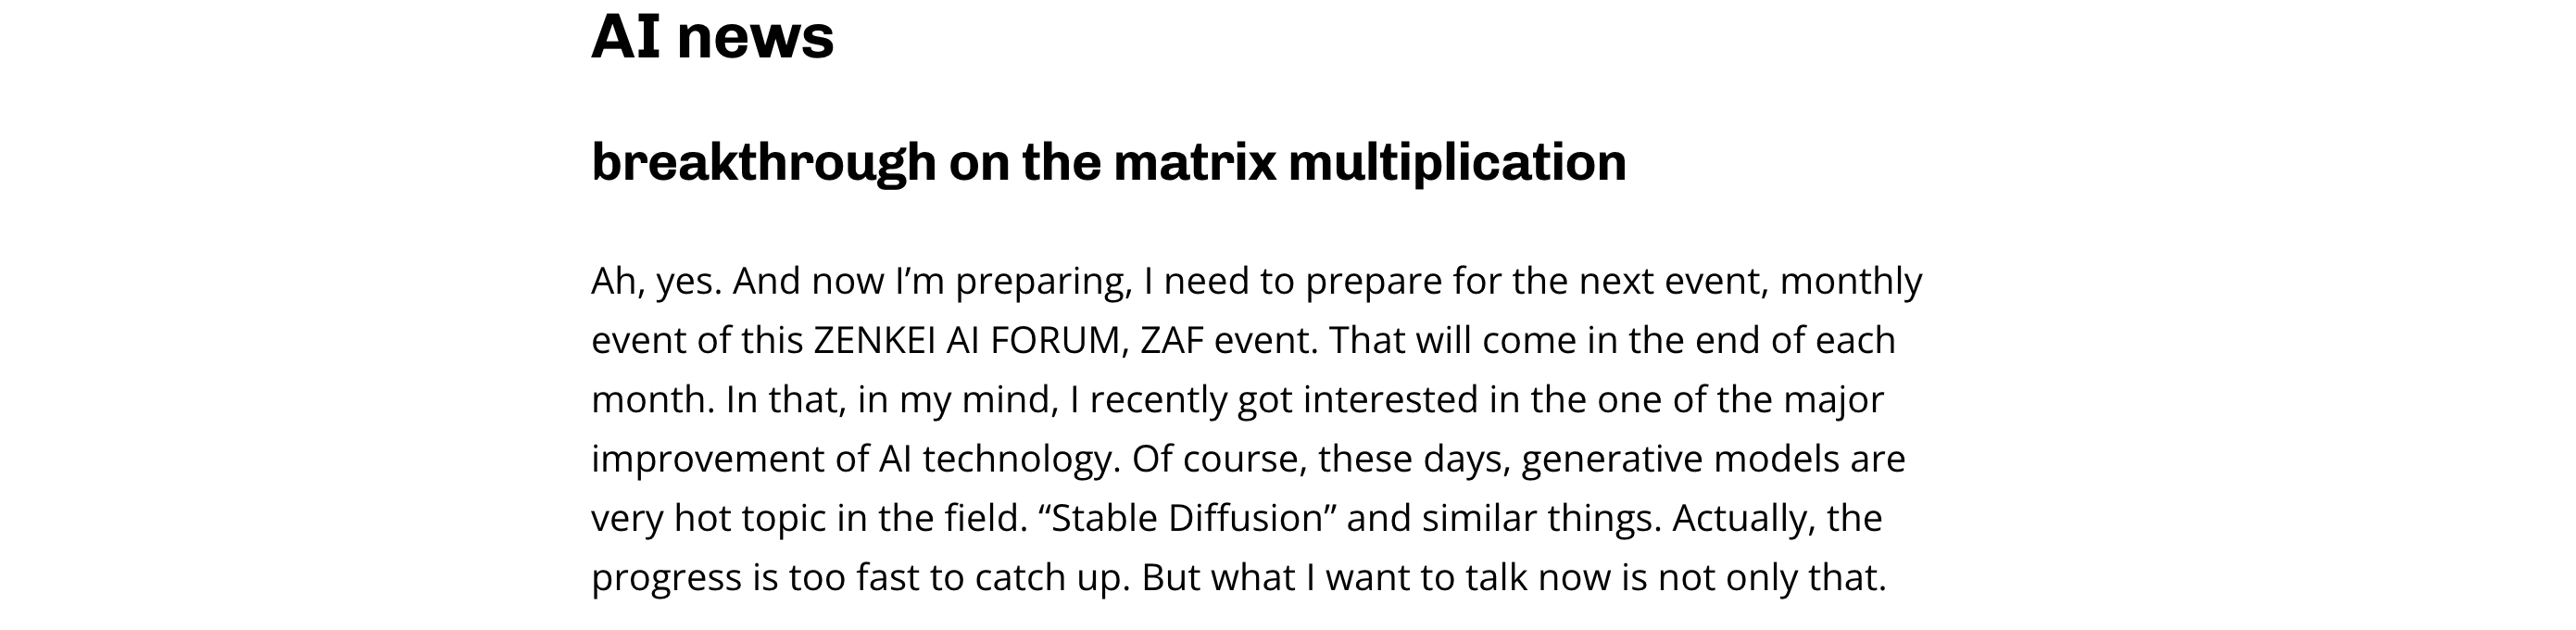 AI news
breakthrough on the matrix multiplication
Ah, yes. And now I’m preparing, I need to prepare for the next event, monthly
event of this ZENKEI AI FORUM, ZAF event. That will come in the end of each
month. In that, in my mind, I recently got interested in the one of the major
improvement of AI technology. Of course, these days, generative models are
very hot topic in the field. “Stable Diffusion” and similar things. Actually, the
progress is too fast to catch up. But what I want to talk now is not only that.